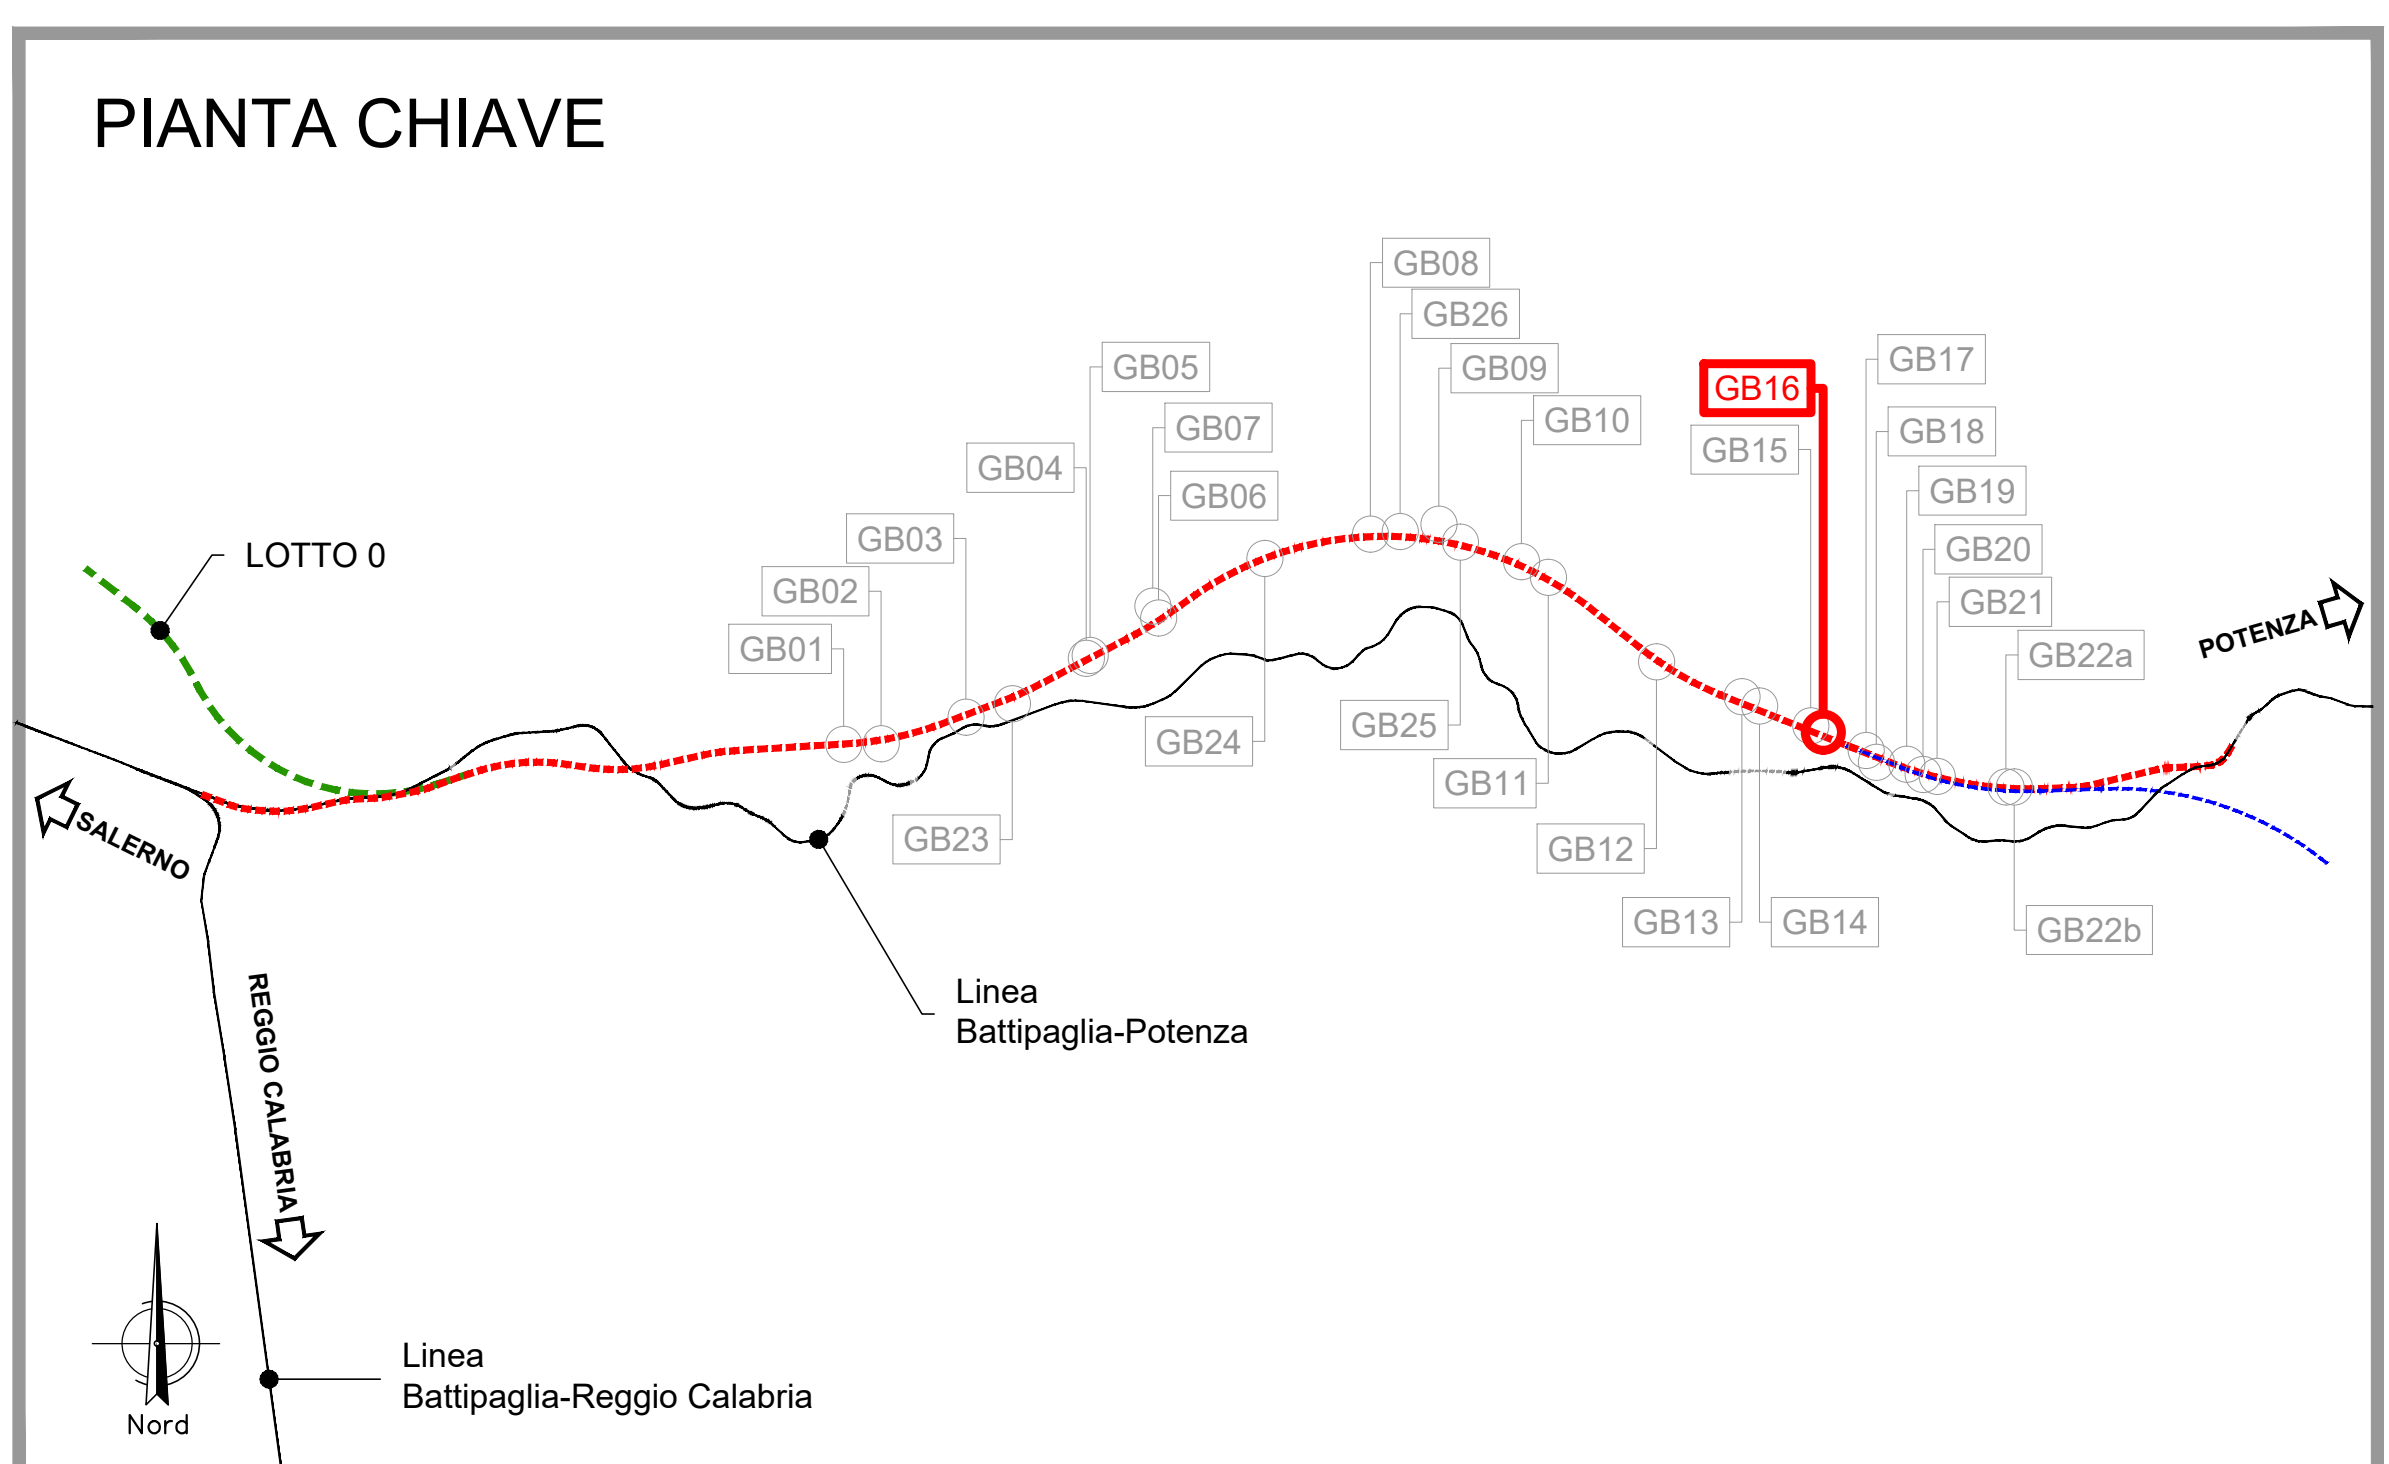 PIANTA CHIAVE
GB08
GB26
GB05
GB09
GB17
GB16
GB07
GB10
GB18
GB15
GB04
GB06
GB19
GB03
LOTTO 0
GB20
GB02
GB21
GB01
GB22a
POTENZA
GB25
GB24
GB11
SALERNO
GB23
GB12
GB13
GB14
GB22b
REGGIO CALABRIA
Linea
Battipaglia-Potenza
Linea
Battipaglia-Reggio Calabria
Nord